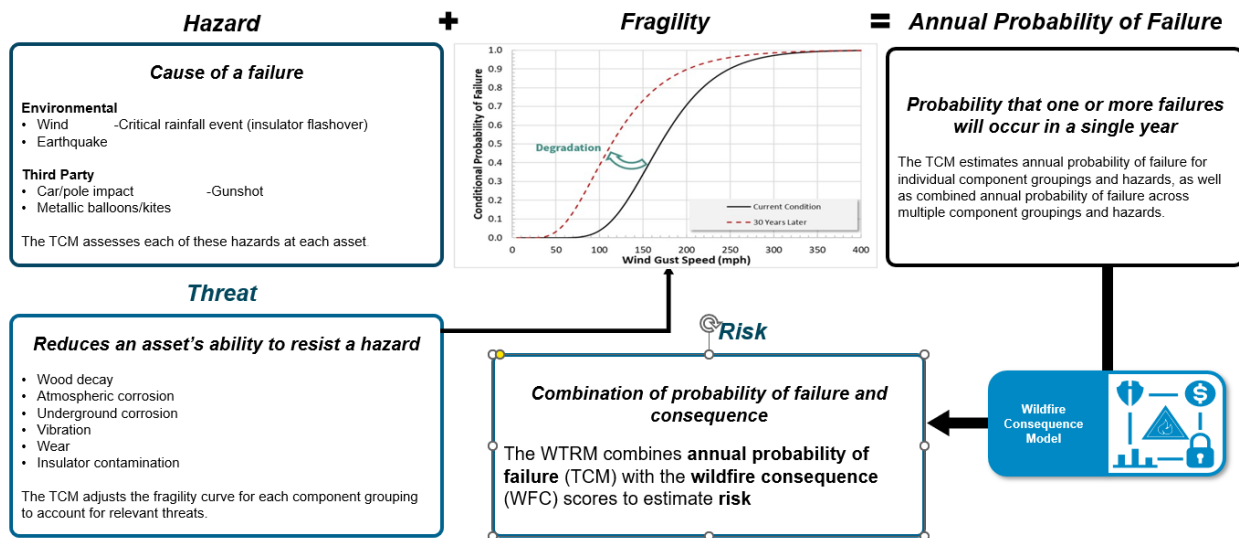 Hazard + Fragility = Annual Probability of Failure
Cause of a failure
Environmental
• Wind -Critical rainfall event (insulator flashover)
• Earthquake
Third Party
• Car/pole impact -Gunshot
• Metallic balloons/kites
The TCM assesses each of these hazards at each asset
Conditional Probability of Failure
1.0
0.9
0.8
0.7
0.6
0.5
0.4
0.3
0.2
0.1
0.0
Degradation
Current Condition
30 Years Later
0 50 100 150 200 250 300 350 400
Wind Gust Speed (mph)
Probability that one or more failures
will occur in a single year
The TCM estimates annual probability of failure for
individual component groupings and hazards, as well
as combined annual probability of failure across
multiple component groupings and hazards.
Threat
Reduces an asset's ability to resist a hazard
• Wood decay
• Atmospheric corrosion
• Underground corrosion
• Vibration
• Wear
• Insulator contamination
The TCM adjusts the fragility curve for each component grouping
to account for relevant threats.
Risk
Combination of probability of failure and
consequence
The WTRM combines annual probability of
failure (TCM) with the wildfire consequence
(WFC) scores to estimate risk
Wildfire
Consequence
Model
$